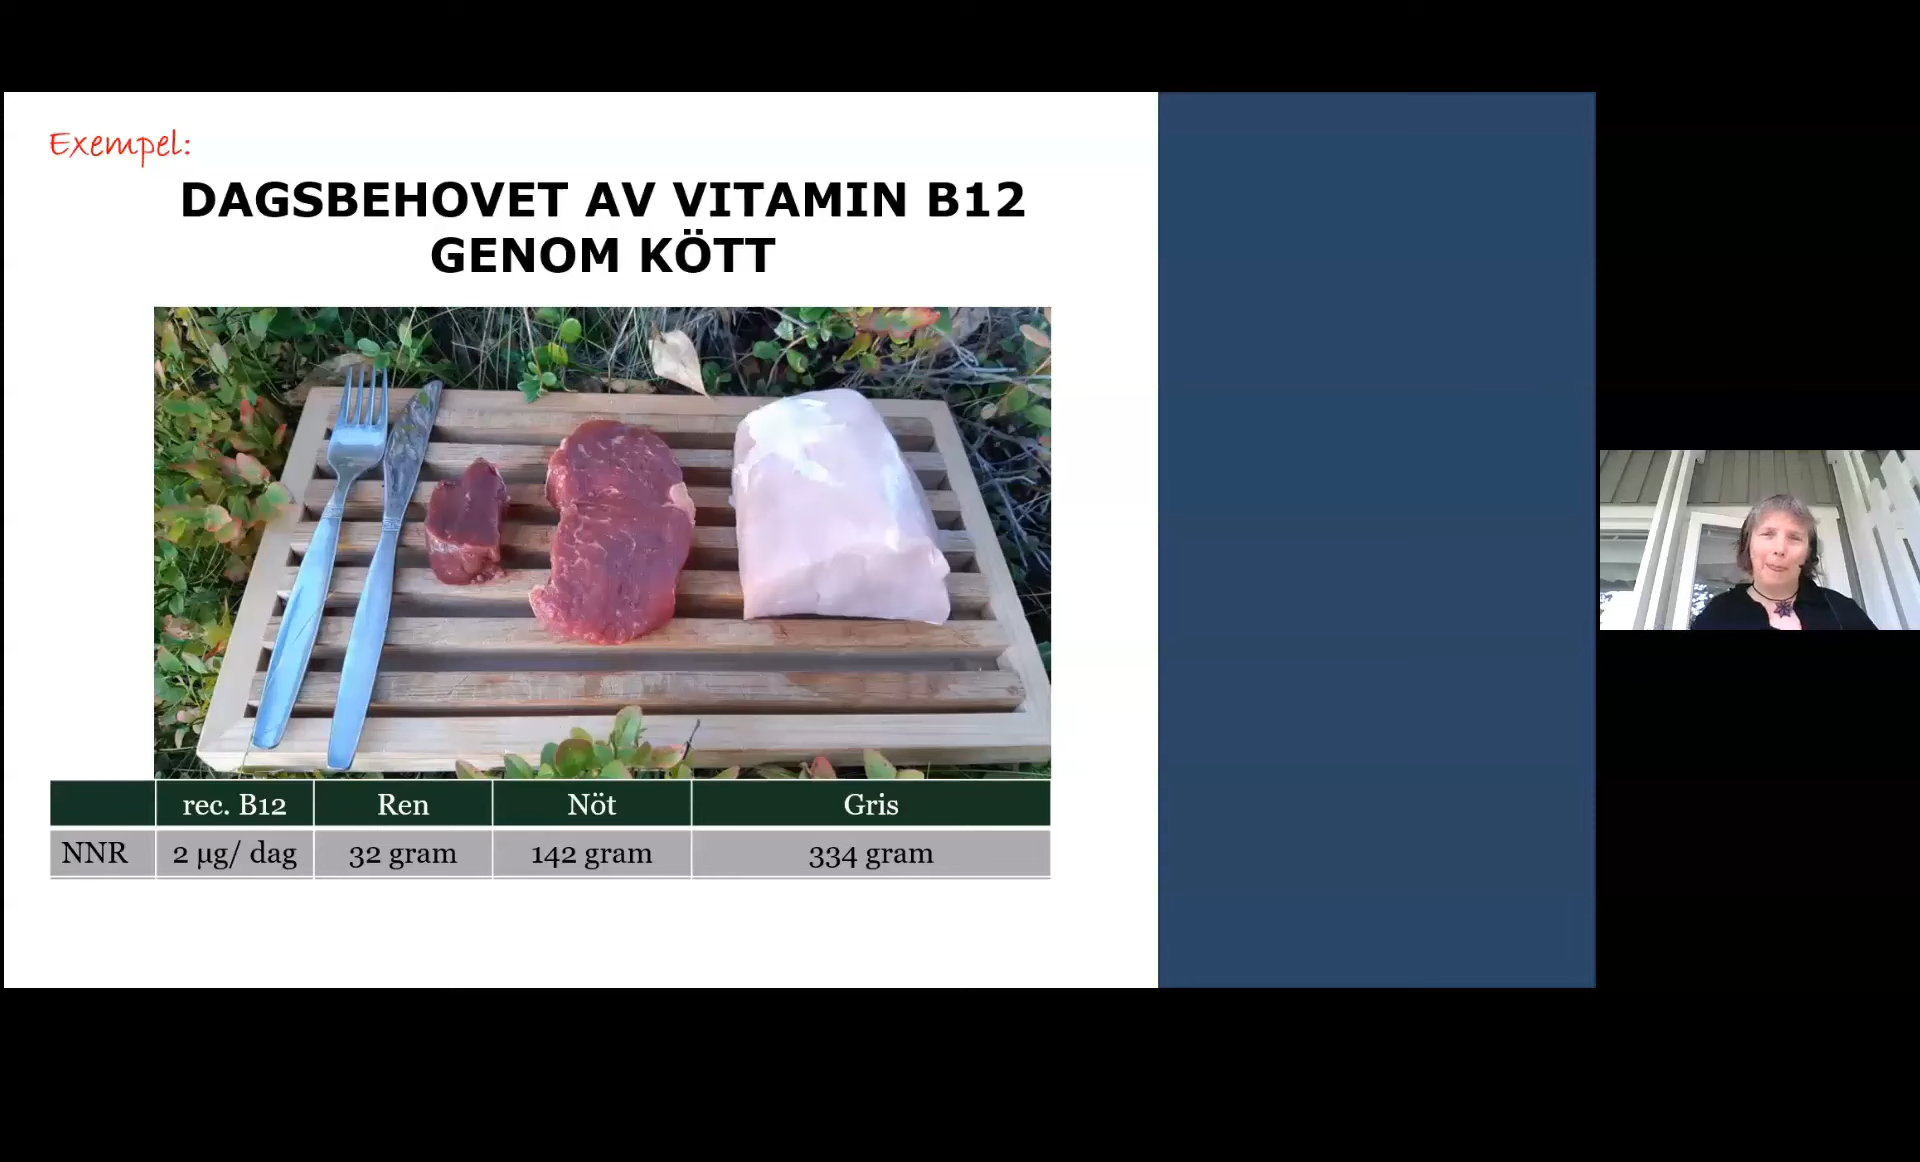 Exempel:
DAGSBEHOVET AV VITAMIN B12
GENOM KÖTT
rec. B12 Ren Nöt Gris
NNR 2 µg/ dag 32 gram 142 gram 334 gram